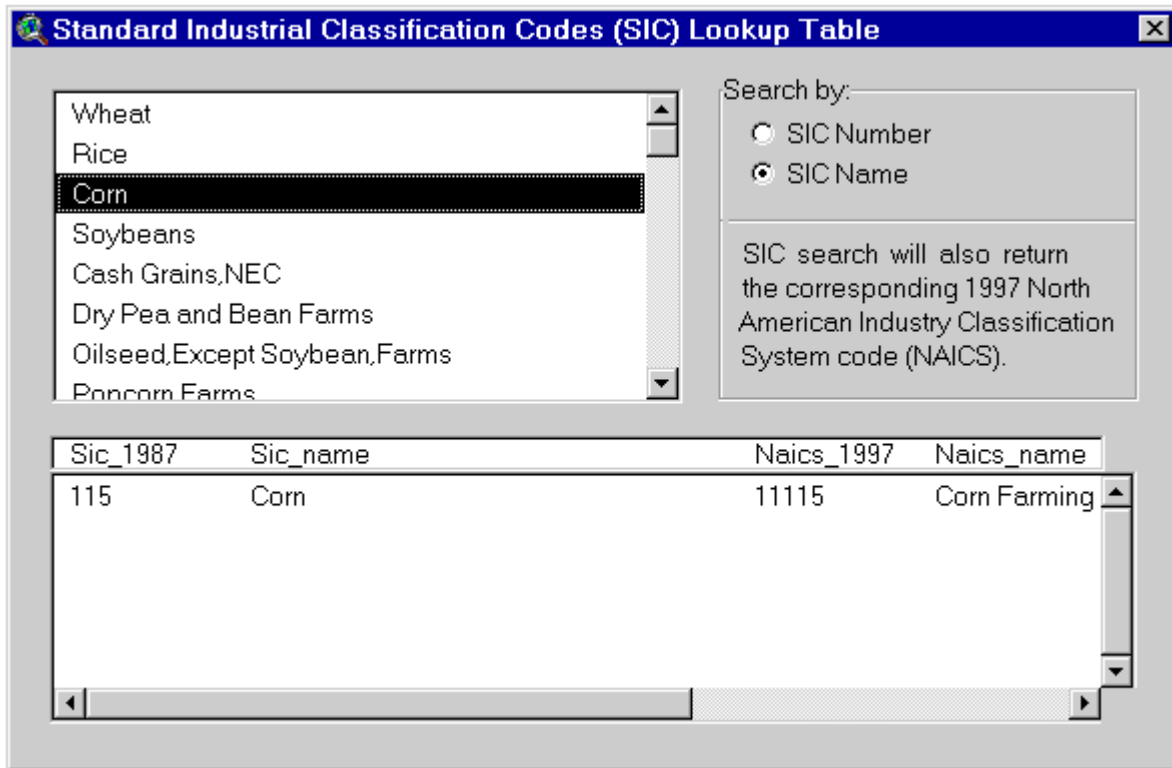 Standard Industrial Classification Codes (SIC) Lookup Table
Wheat
Rice
Corn
Soybeans
Cash Grains,NEC
Dry Pea and Bean Farms
Oilseed,Except Soybean,Farms
Popcorn Farms
Search by:
SIC Number
SIC Name
SIC search will also return
the corresponding 1997 North
American Industry Classification
System code (NAICS).
Sic_1987 Sic_name Naics_1997 Naics_name
115 Corn 11115 Corn Farming